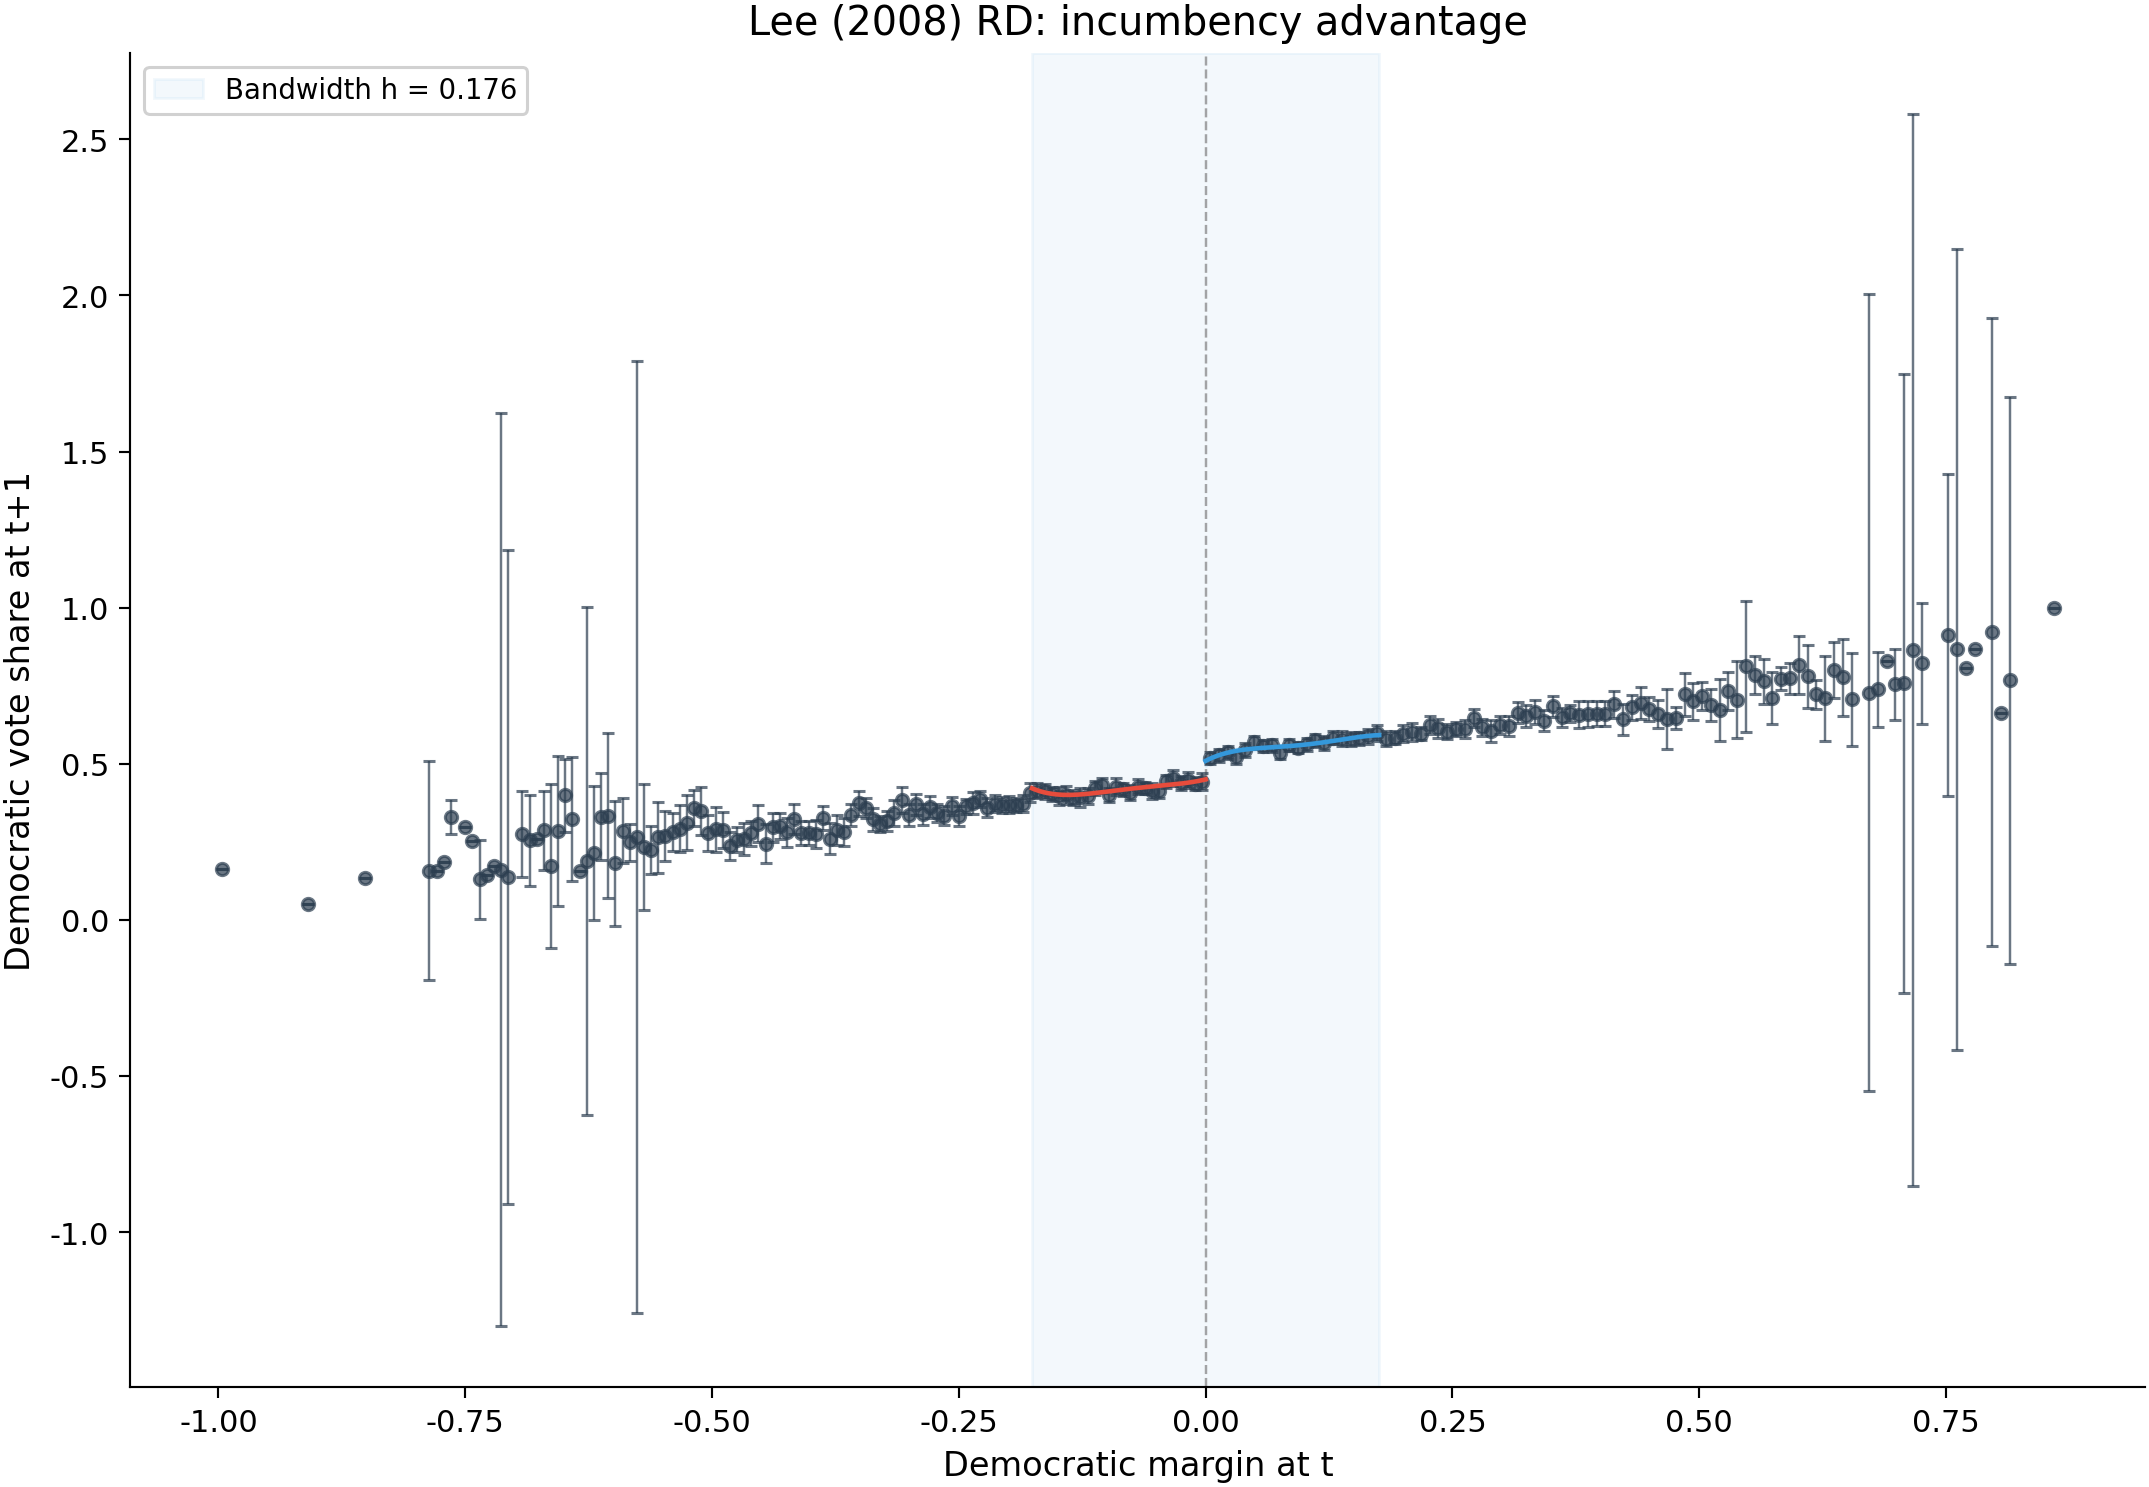 Lee (2008) RD: incumbency advantage
Bandwidth h = 0.176
Democratic vote share at t+1
2.5
2.0
1.5
1.0
0.5
0.0
-0.5
-1.0
-1.00 -0.75 -0.50 -0.25 0.00 0.25 0.50 0.75
Democratic margin at t